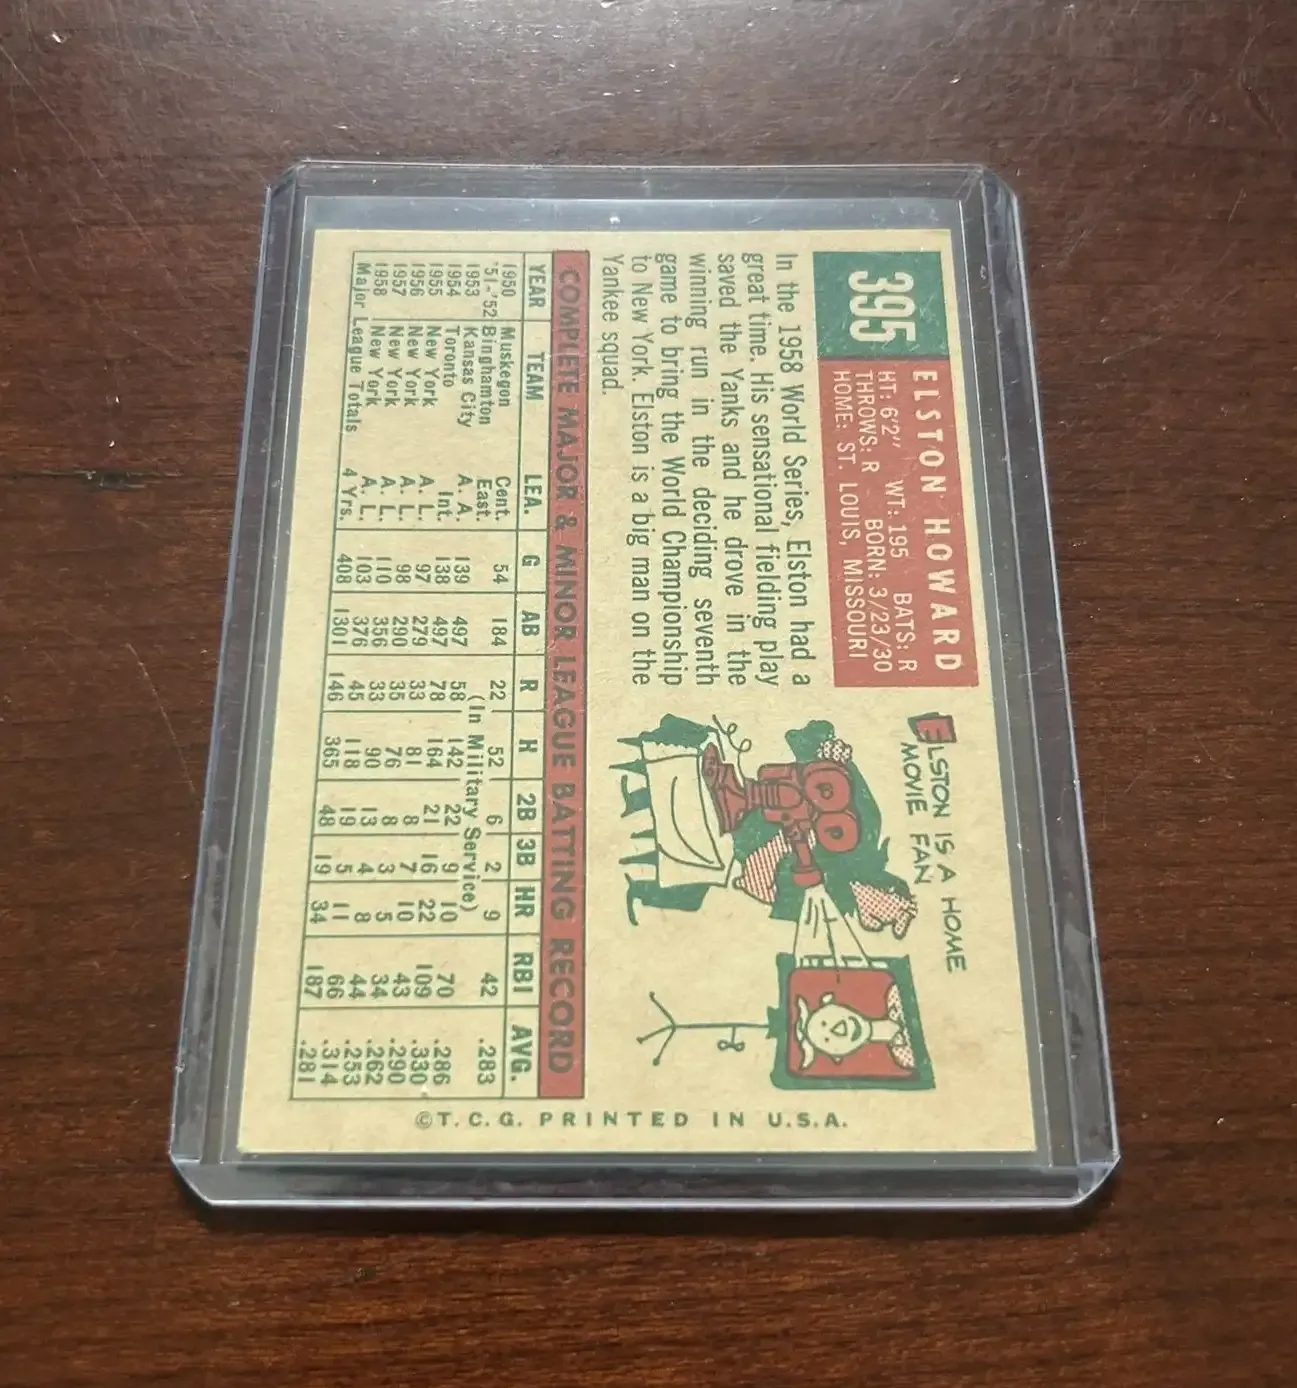 395
ELSTON HOWARD
HT: 6'2" WT: 195 BATS: R
THROWS: R BORN: 3/23/30
HOME: ST. LOUIS, MISSOURI
In the 1958 World Series, Elston had a
great time. His sensational fielding play
saved the Yanks and he drove in the
winning run in the deciding seventh
game to bring the World Championship
to New York. Elston is a big man on the
Yankee squad.
ELSTON IS A HOME
MOVIE FAN
COMPLETE MAJOR & MINOR LEAGUE BATTING RECORD
YEAR TEAM LEA. G AB R H 2B 3B HR RBI AVG.
1950 Muskegon Cent. 54 184 22 52 6 2 9 42 .283
'51-'52 Binghamton East. (In Military Service)
1953 Kansas City A. A. 139 497 58 142 22 9 10 70 .286
1954 Toronto Int. 138 497 78 164 21 16 22 109 .330
1955 New York A. L. 97 279 33 81 8 7 10 43 .290
1956 New York A. L. 98 290 35 76 8 3 5 34 .262
1957 New York A. L. 110 356 33 90 13 4 8 44 .253
1958 New York A. L. 103 376 45 118 19 5 11 66 .314
Major League Totals 4 Yrs. 408 1301 146 365 48 19 34 187 .281
©T.C.G. PRINTED IN U.S.A.